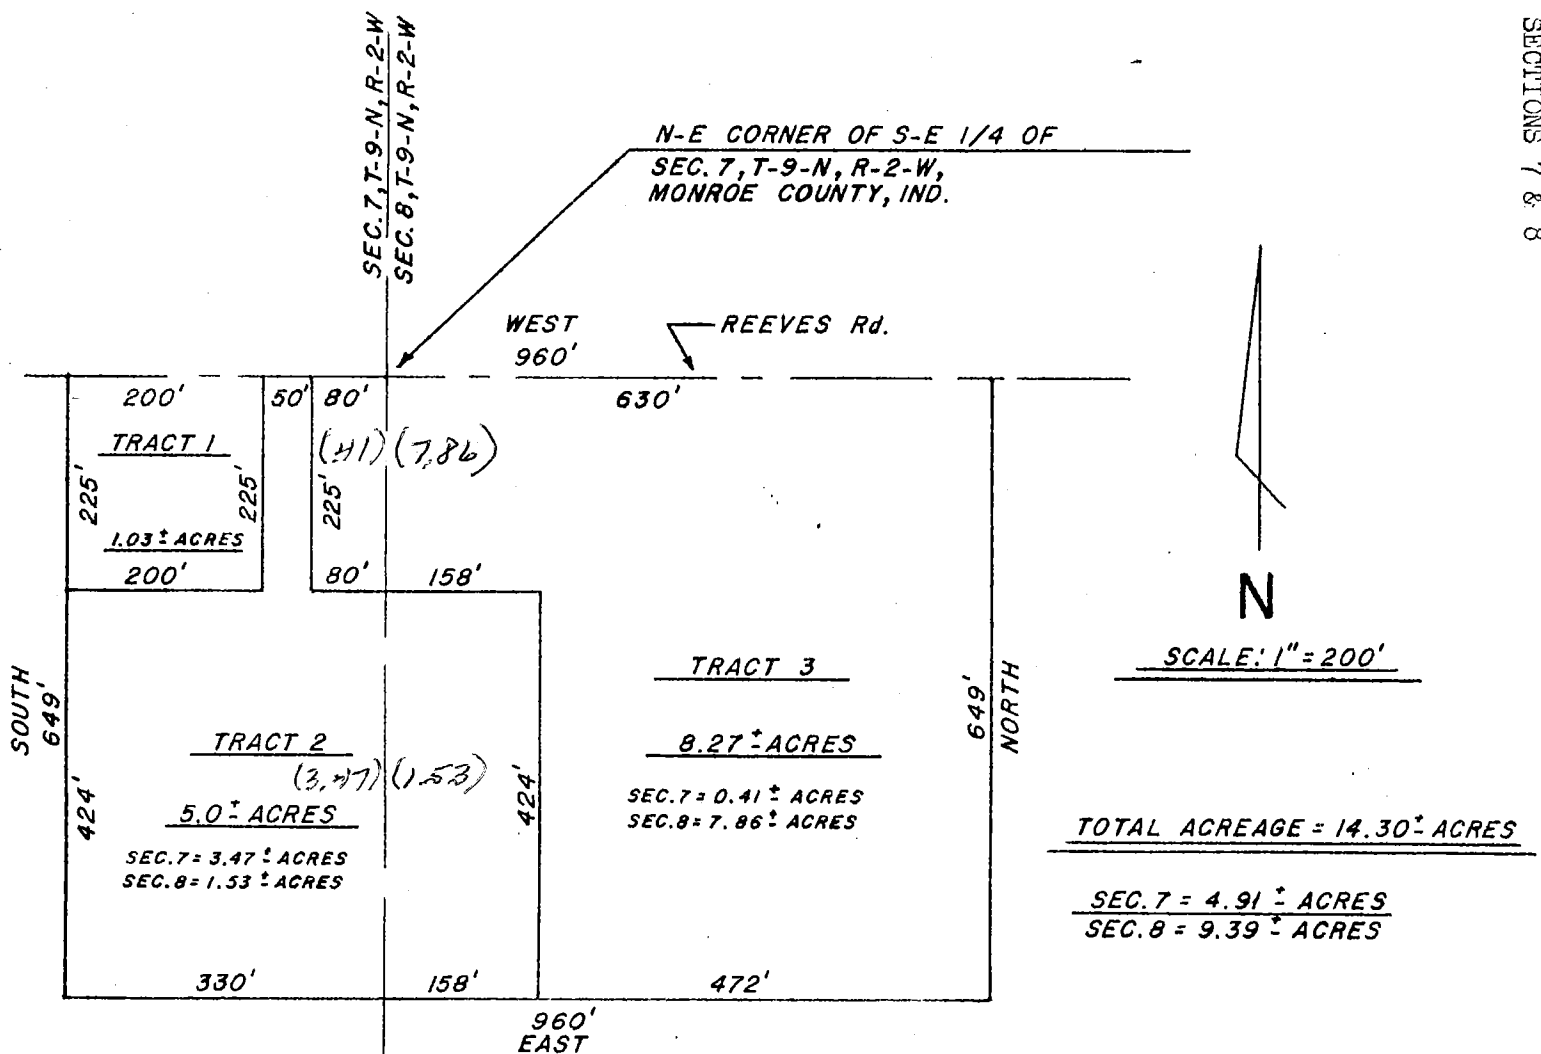 SECTIONS 7 & 8
SEC. 7, T-9-N, R-2-W
SEC. 8, T-9-N, R-2-W
N-E CORNER OF S-E 1/4 OF
SEC. 7, T-9-N, R-2-W,
MONROE COUNTY, IND.
WEST
960'
REEVES Rd.
200'
50'
80'
630'
TRACT 1
(.41) (7.86)
225'
225'
225'
1.03 ± ACRES
200'
80'
158'
N
SCALE: 1" = 200'
SOUTH
649'
TRACT 3
649'
NORTH
TRACT 2
8.27 ± ACRES
(3.47) (1.53)
424'
424'
5.0 ± ACRES
SEC. 7 = 0.41 ± ACRES
SEC. 8 = 7.86 ± ACRES
SEC. 7 = 3.47 ± ACRES
SEC. 8 = 1.53 ± ACRES
TOTAL ACREAGE = 14.30 ± ACRES
SEC. 7 = 4.91 ± ACRES
SEC. 8 = 9.39 ± ACRES
330'
158'
472'
960'
EAST